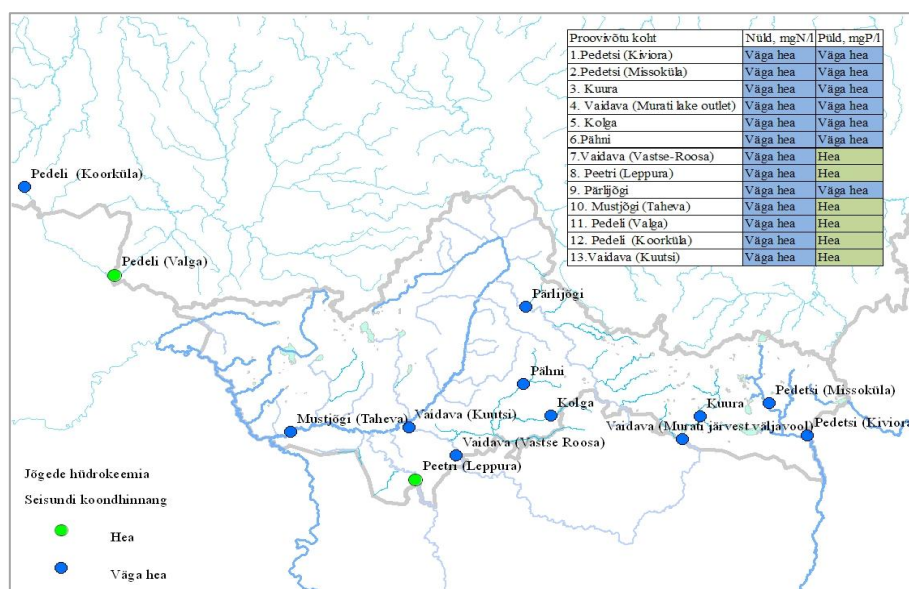 Proovivõtu koht Nüld, mgN/l Püld, mgP/l
1.Pedetsi (Kiviora) Väga hea Väga hea
2.Pedetsi (Missoküla) Väga hea Väga hea
3. Kuura Väga hea Väga hea
4. Vaidava (Murati lake outlet) Väga hea Väga hea
5. Kolga Väga hea Väga hea
6.Pähni Väga hea Väga hea
7.Vaidava (Vastse-Roosa) Väga hea Hea
8. Peetri (Leppura) Väga hea Hea
9. Pärlijõgi Väga hea Väga hea
10. Mustjõgi (Taheva) Väga hea Hea
11. Pedeli (Valga) Väga hea Hea
12. Pedeli (Koorküla) Väga hea Hea
13.Vaidava (Kuutsi) Väga hea Hea
Pedeli (Koorküla)
Pedeli (Valga)
Pärlijõgi
Pähni
Pedetsi (Missoküla)
Kolga
Kuura
Mustjõgi (Taheva)
Vaidava (Kuutsi)
Vaidava (Murati järvest väljavool)
Pedetsi (Kiviora)
Vaidava (Vastse Roosa)
Peetri (Leppura)
Jõgede hüdrokeemia
Seisundi koondhinnang
Hea
Väga hea